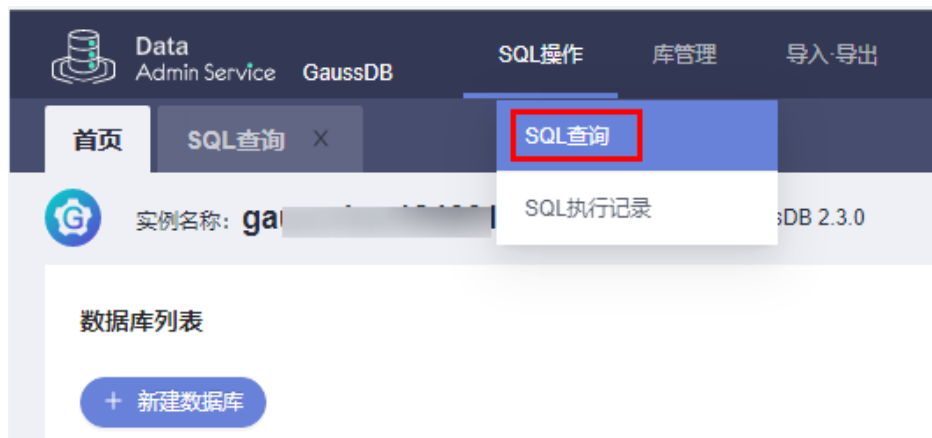 Data
Admin Service GaussDB SQL操作 库管理 导入·导出
首页 SQL查询 × SQL查询
实例名称: SQL执行记录 DB 2.3.0
数据库列表
+ 新建数据库